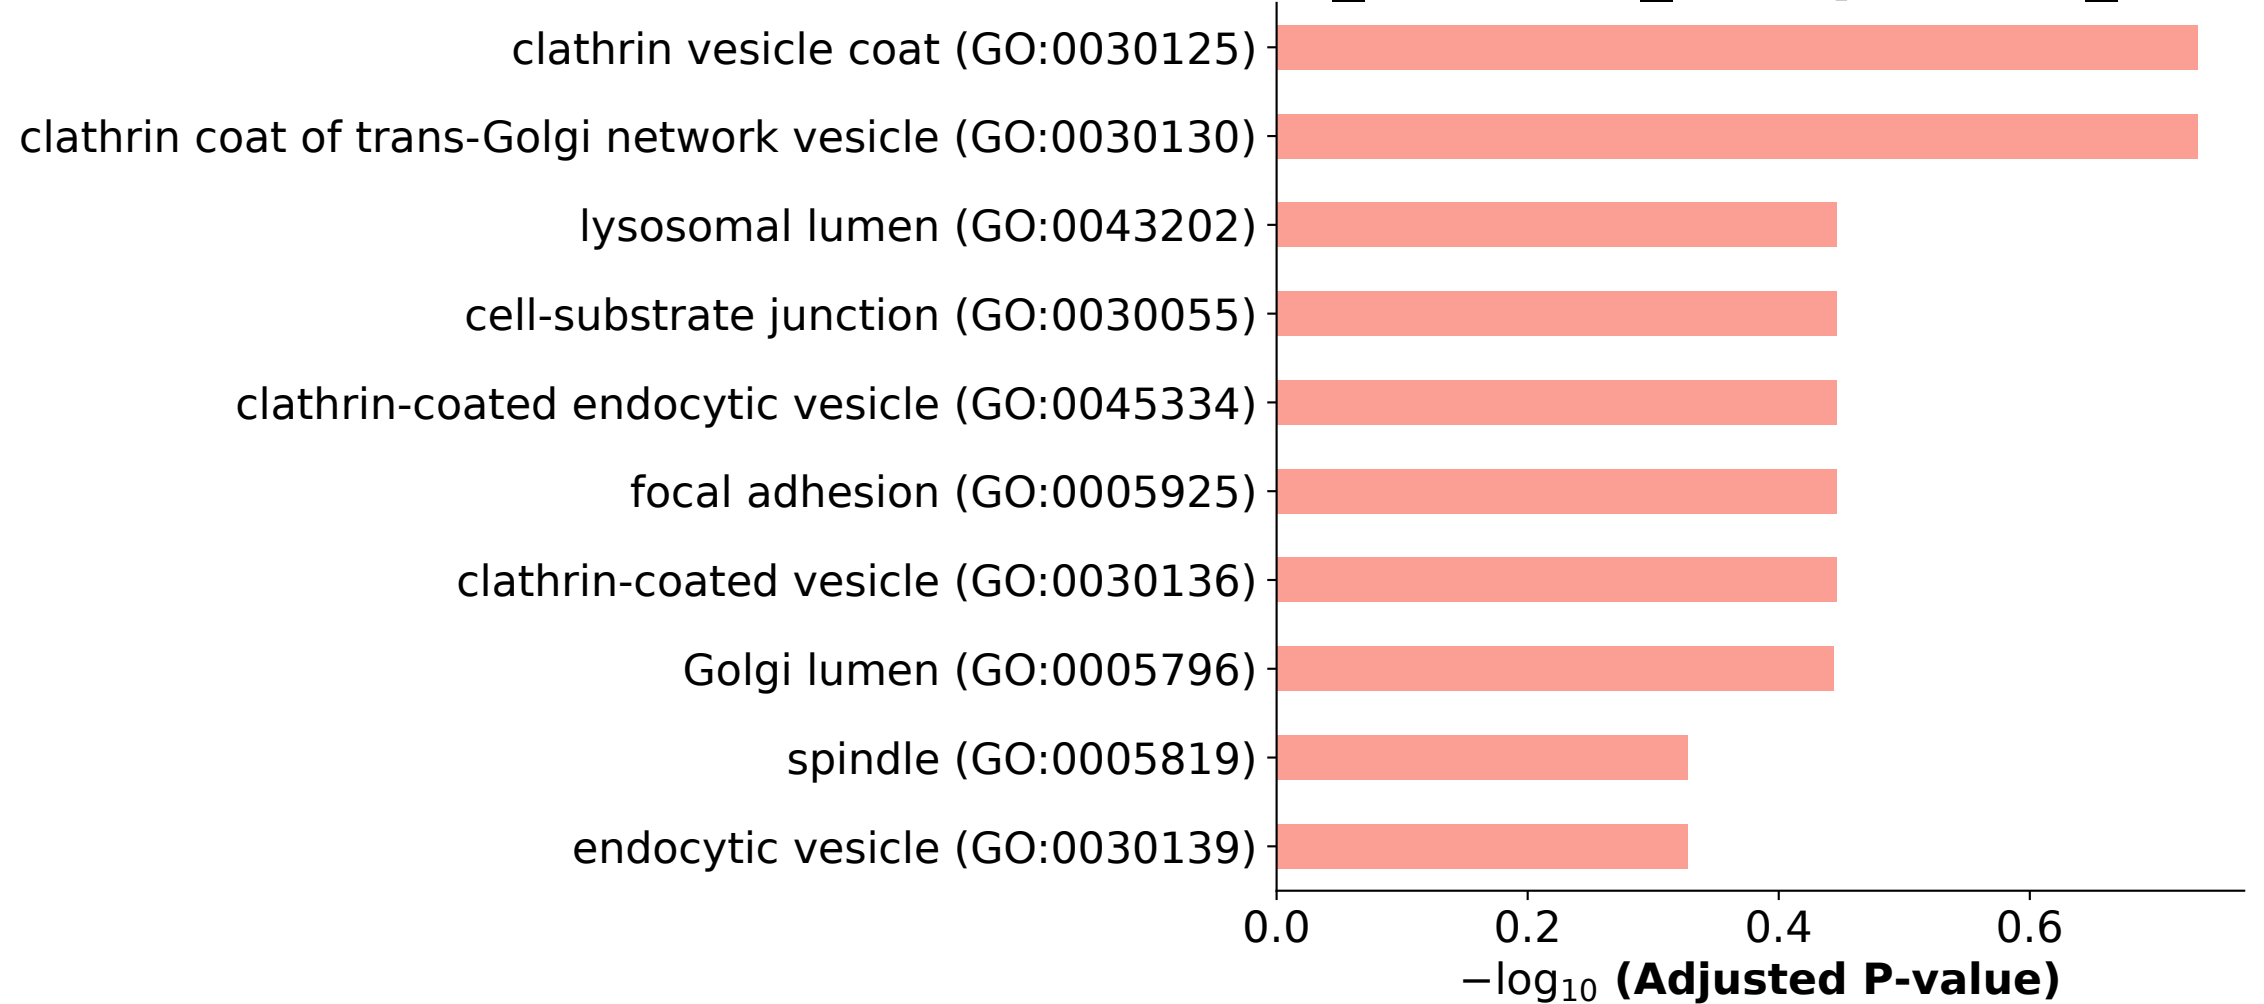 clathrin vesicle coat (GO:0030125)
clathrin coat of trans-Golgi network vesicle (GO:0030130)
lysosomal lumen (GO:0043202)
cell-substrate junction (GO:0030055)
clathrin-coated endocytic vesicle (GO:0045334)
focal adhesion (GO:0005925)
clathrin-coated vesicle (GO:0030136)
Golgi lumen (GO:0005796)
spindle (GO:0005819)
endocytic vesicle (GO:0030139)
0.0 0.2 0.4 0.6
−log₁₀ (Adjusted P-value)